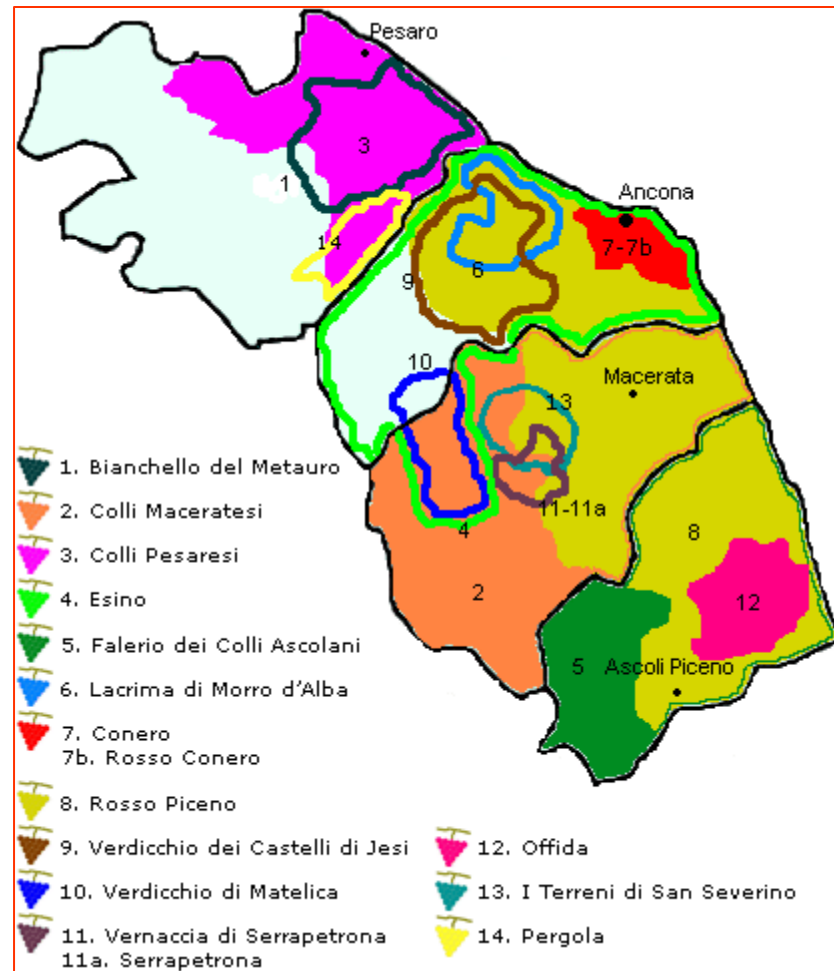 Pesaro
3
1
Ancona
14
7-7b
6
9
10
Macerata
13
11-11a
4
8
2
12
5
Ascoli Piceno
1. Bianchello del Metauro
2. Colli Maceratesi
3. Colli Pesaresi
4. Esino
5. Falerio dei Colli Ascolani
6. Lacrima di Morro d'Alba
7. Conero
7b. Rosso Conero
8. Rosso Piceno
9. Verdicchio dei Castelli di Jesi
10. Verdicchio di Matelica
11. Vernaccia di Serrapetrona
11a. Serrapetrona
12. Offida
13. I Terreni di San Severino
14. Pergola